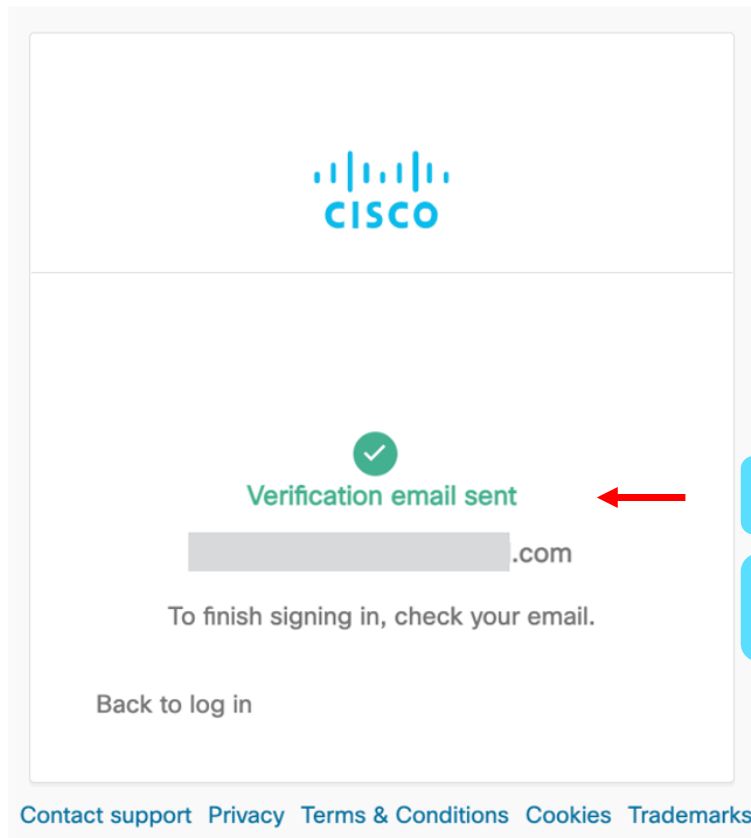 CISCO
Verification email sent
.com
To finish signing in, check your email.
Back to log in
Contact support Privacy Terms & Conditions Cookies Trademarks